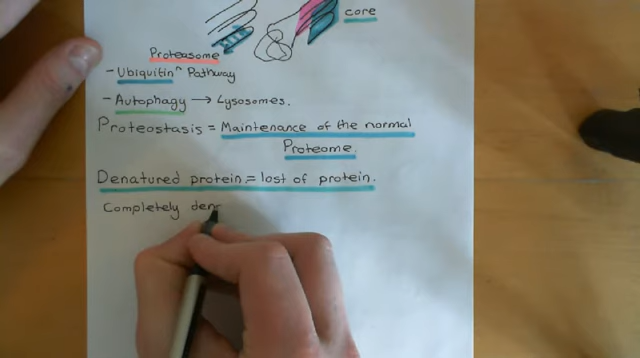 core
Proteasome
- Ubiquitin ^ Pathway
- Autophagy → Lysosomes.
Proteostasis = Maintenance of the normal
Proteome.
Denatured protein = lost of protein.
Completely den